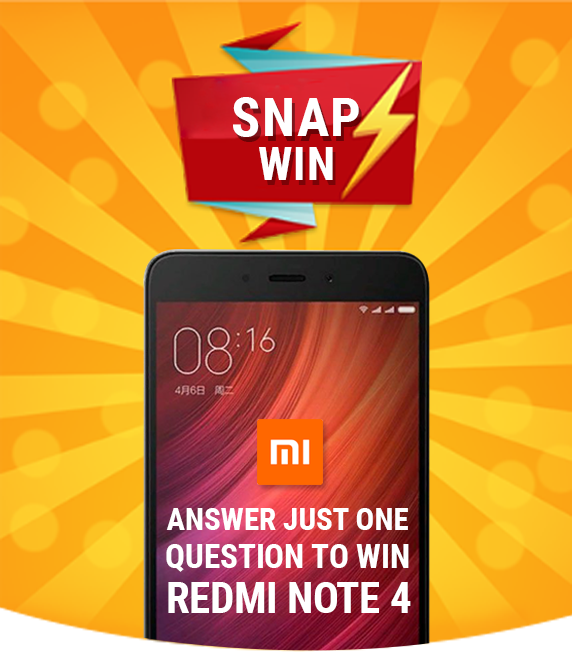 SNAP
WIN
08:16
4月6日 周二
mi
ANSWER JUST ONE
QUESTION TO WIN
REDMI NOTE 4